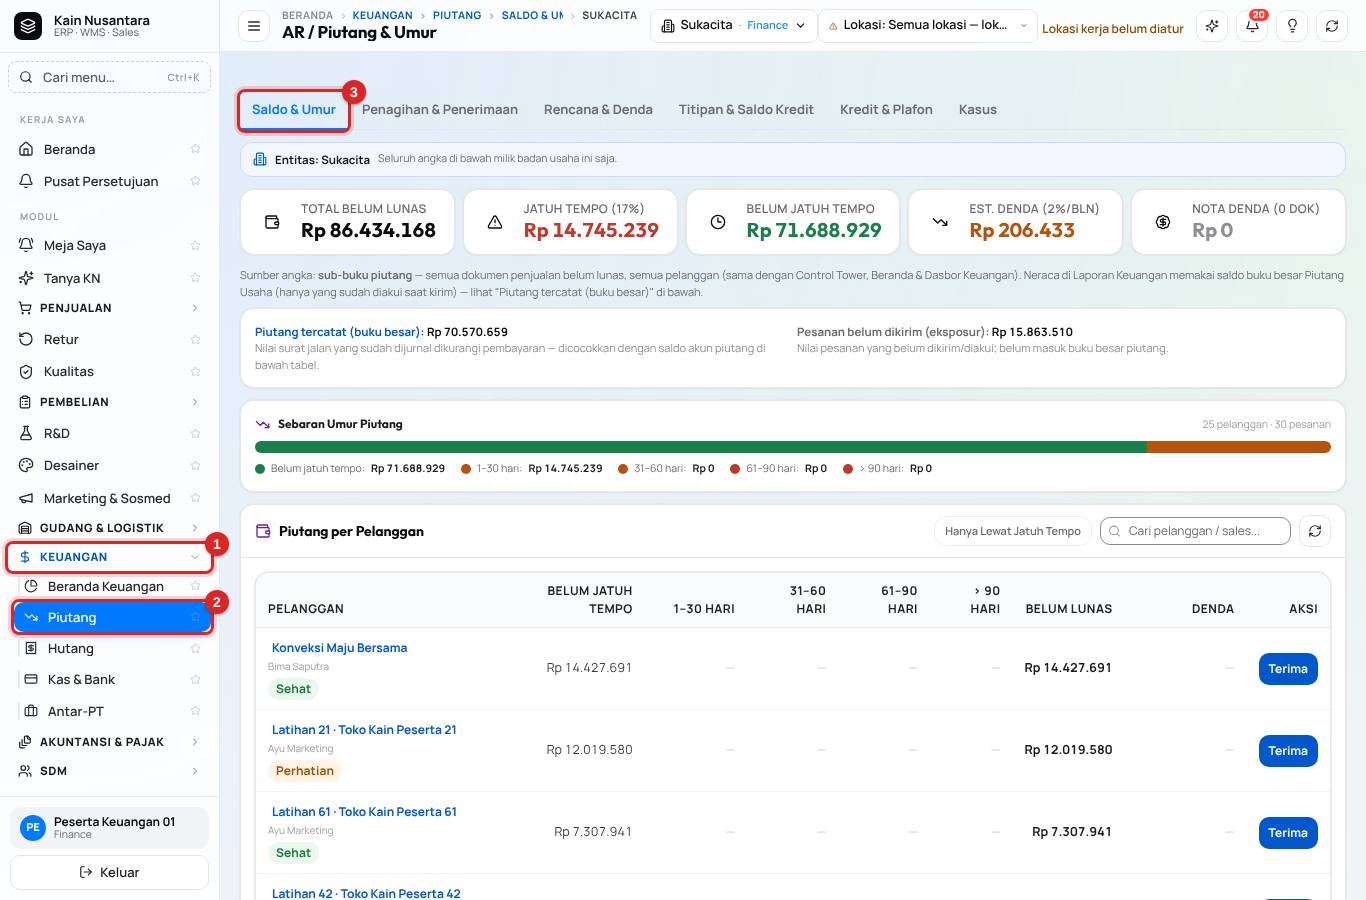 Kain Nusantara
ERP · WMS · Sales
Cari menu...
Ctrl+K
KERJA SAYA
Beranda
Pusat Persetujuan
MODUL
Meja Saya
Tanya KN
PENJUALAN
Retur
Kualitas
PEMBELIAN
R&D
Desainer
Marketing & Sosmed
GUDANG & LOGISTIK
KEUANGAN
1
Beranda Keuangan
Piutang
2
Hutang
Kas & Bank
Antar-PT
AKUNTANSI & PAJAK
SDM
PE
Peserta Keuangan 01
Finance
Keluar
BERANDA > KEUANGAN > PIUTANG > SALDO & UM > SUKACITA
AR / Piutang & Umur
Sukacita · Finance
Lokasi: Semua lokasi — lok...
Lokasi kerja belum diatur
20
Saldo & Umur
3
Penagihan & Penerimaan
Rencana & Denda
Titipan & Saldo Kredit
Kredit & Plafon
Kasus
Entitas: Sukacita Seluruh angka di bawah milik badan usaha ini saja.
TOTAL BELUM LUNAS
Rp 86.434.168
JATUH TEMPO (17%)
Rp 14.745.239
BELUM JATUH TEMPO
Rp 71.688.929
EST. DENDA (2%/BLN)
Rp 206.433
NOTA DENDA (0 DOK)
Rp 0
Sumber angka: sub-buku piutang — semua dokumen penjualan belum lunas, semua pelanggan (sama dengan Control Tower, Beranda & Dasbor Keuangan). Neraca di Laporan Keuangan memakai saldo buku besar Piutang
Usaha (hanya yang sudah diakui saat kirim) — lihat "Piutang tercatat (buku besar)" di bawah.
Piutang tercatat (buku besar): Rp 70.570.659
Nilai surat jalan yang sudah dijurnal dikurangi pembayaran — dicocokkan dengan saldo akun piutang di
bawah tabel.
Pesanan belum dikirim (eksposur): Rp 15.863.510
Nilai pesanan yang belum dikirim/diakui; belum masuk buku besar piutang.
Sebaran Umur Piutang
25 pelanggan · 30 pesanan
Belum jatuh tempo: Rp 71.688.929
1–30 hari: Rp 14.745.239
31–60 hari: Rp 0
61–90 hari: Rp 0
> 90 hari: Rp 0
Piutang per Pelanggan
Hanya Lewat Jatuh Tempo
Cari pelanggan / sales...
PELANGGAN
BELUM JATUH
TEMPO
1–30 HARI
31–60
HARI
61–90
HARI
> 90
HARI
BELUM LUNAS
DENDA
AKSI
Konveksi Maju Bersama
Bima Saputra
Sehat
Rp 14.427.691 — — — — Rp 14.427.691 — Terima
Latihan 21 · Toko Kain Peserta 21
Ayu Marketing
Perhatian
Rp 12.019.580 — — — — Rp 12.019.580 — Terima
Latihan 61 · Toko Kain Peserta 61
Ayu Marketing
Sehat
Rp 7.307.941 — — — — Rp 7.307.941 — Terima
Latihan 42 · Toko Kain Peserta 42